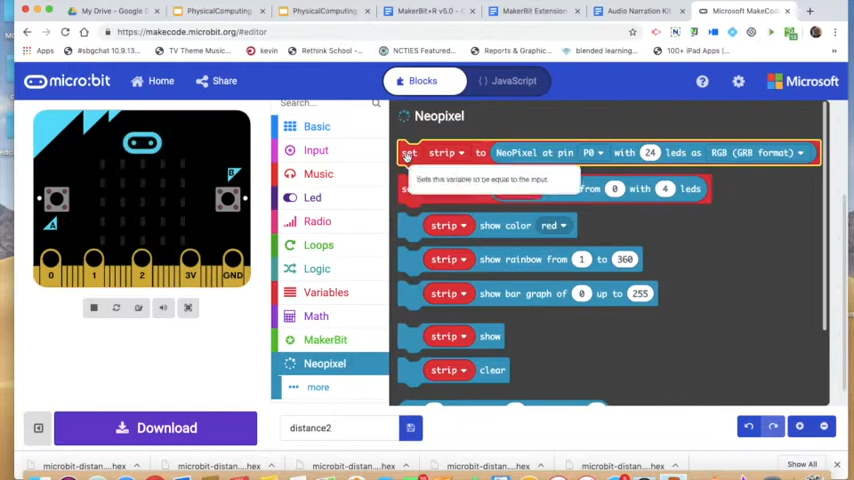 My Drive - Google D
PhysicalComputing
PhysicalComputing
MakerBit+R v5.0 - G
MakerBit Extension
Audio Narration Kit
Microsoft MakeCod
https://makecode.microbit.org/#editor
Apps
#sbgchat 10.9.13...
TV Theme Music...
kevin
Rethink School -...
NCTIES Featured...
Reports & Graphic...
blended learning...
100+ iPad Apps |...
micro:bit
Home
Share
Blocks
JavaScript
Microsoft
Search...
Neopixel
Basic
Input
Music
Led
Radio
Loops
Logic
Variables
Math
MakerBit
Neopixel
more
B
A
0 1 2 3V GND
set strip to NeoPixel at pin P0 with 24 leds as RGB (GRB format)
Sets this variable to be equal to the input.
from 0 with 4 leds
strip show color red
strip show rainbow from 1 to 360
strip show bar graph of 0 up to 255
strip show
strip clear
Download
distance2
microbit-distan....hex
microbit-distan....hex
microbit-distan....hex
microbit-distan....hex
microbit-distan....hex
Show All